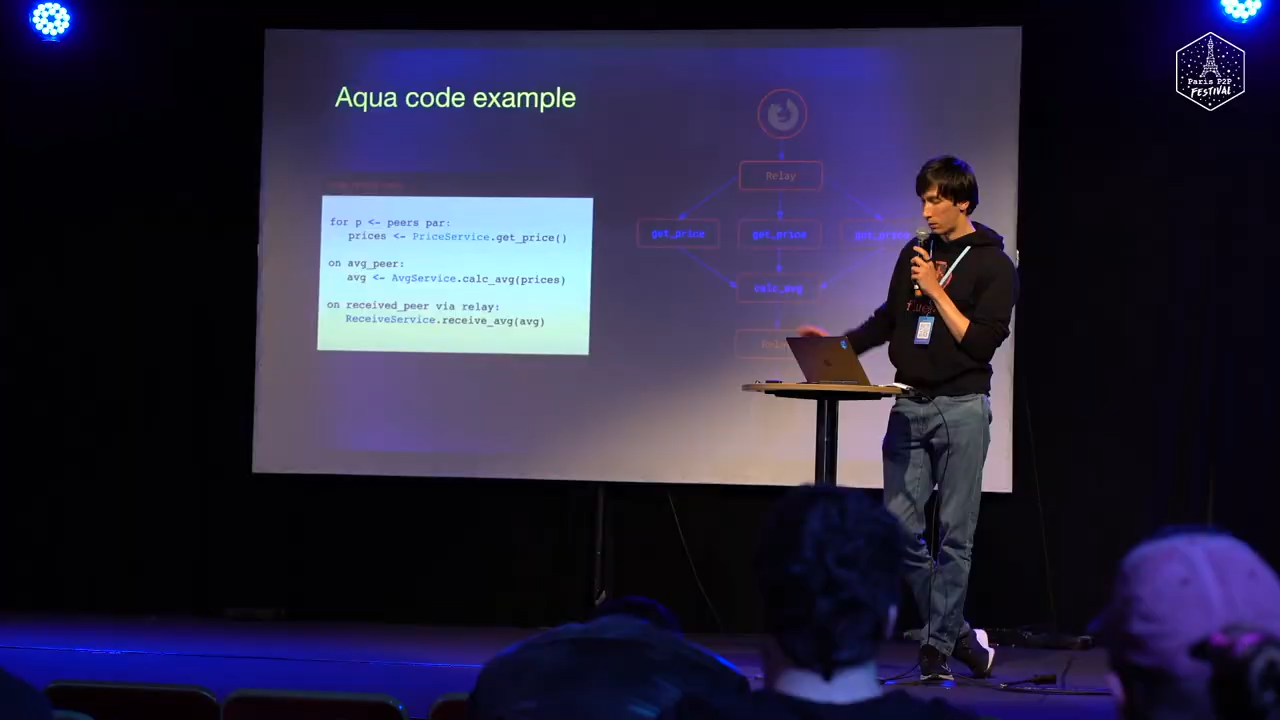 Paris P2P
FESTIVAL
Aqua code example
Relay
for p <- peers par:
prices <- PriceService.get_price()
on avg_peer:
avg <- AvgService.calc_avg(prices)
on received_peer via relay:
ReceiveService.receive_avg(avg)
get_price
get_price
get_price
calc_avg